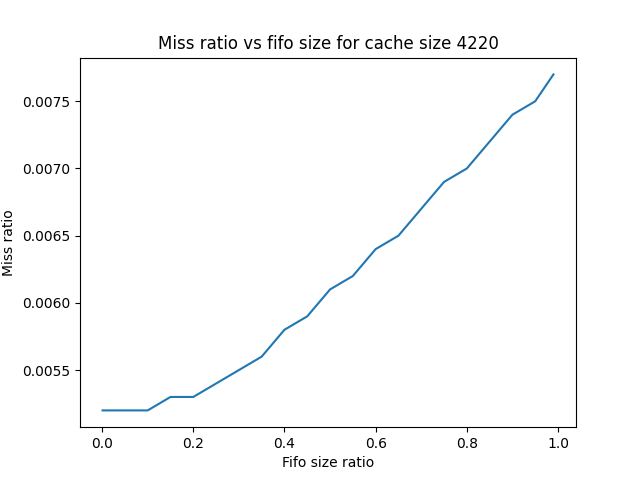 Miss ratio vs fifo size for cache size 4220
0.0075
0.0070
0.0065
0.0060
0.0055
Miss ratio
0.0 0.2 0.4 0.6 0.8 1.0
Fifo size ratio